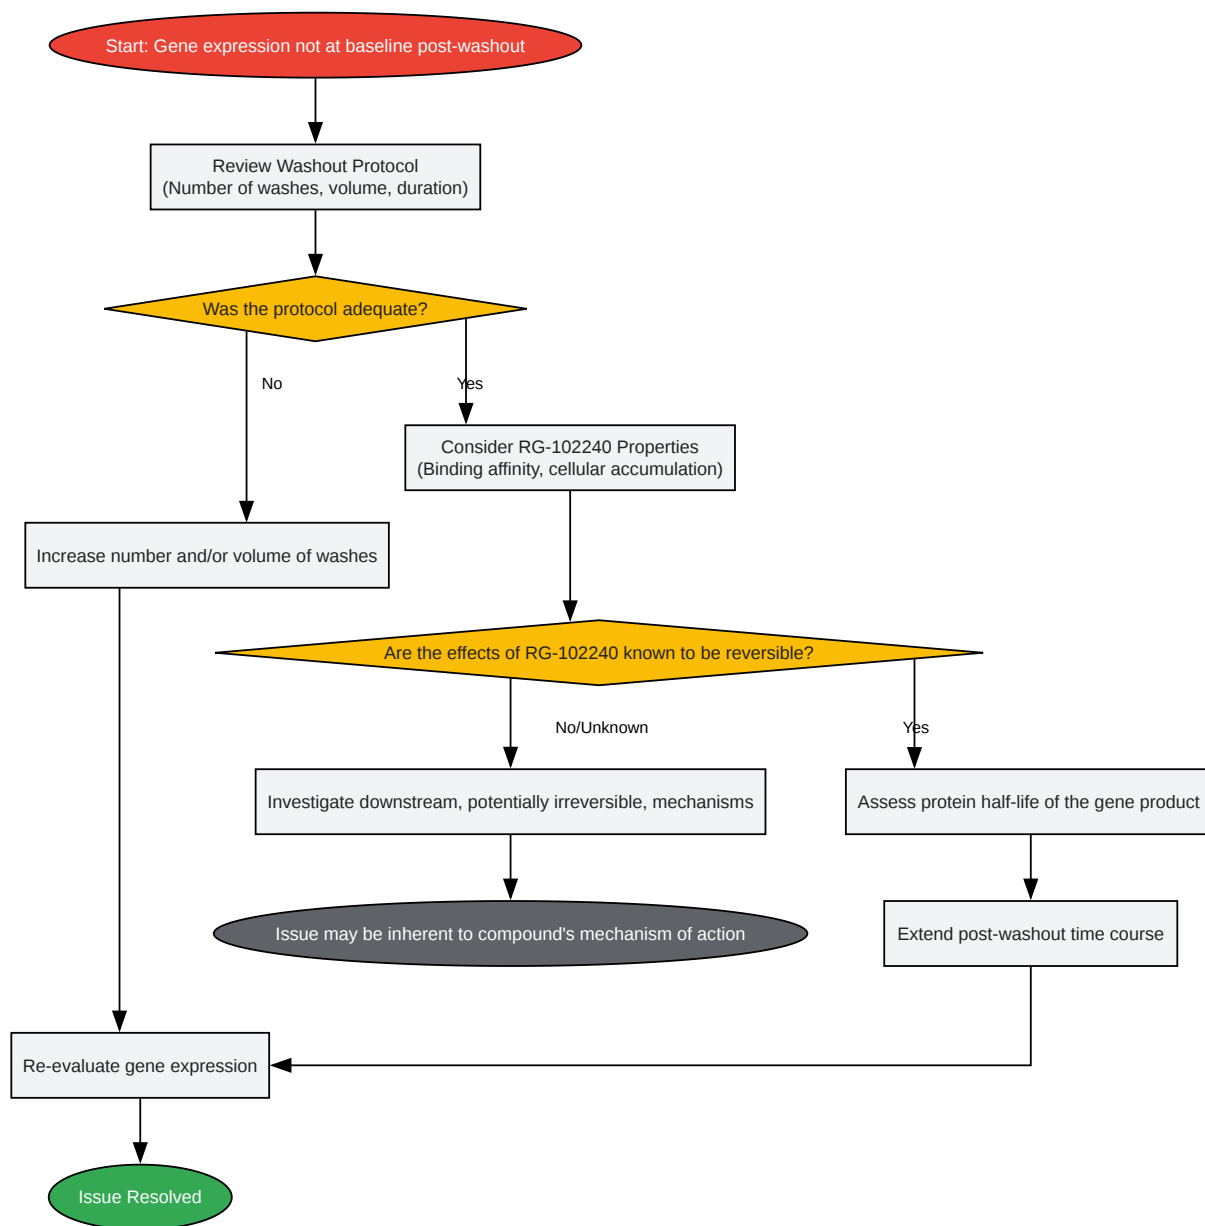 Start: Gene expression not at baseline post-washout
Review Washout Protocol
(Number of washes, volume, duration)
Was the protocol adequate?
No
Yes
Consider RG-102240 Properties
(Binding affinity, cellular accumulation)
Increase number and/or volume of washes
Are the effects of RG-102240 known to be reversible?
No/Unknown
Yes
Investigate downstream, potentially irreversible, mechanisms
Assess protein half-life of the gene product
Issue may be inherent to compound's mechanism of action
Extend post-washout time course
Re-evaluate gene expression
Issue Resolved